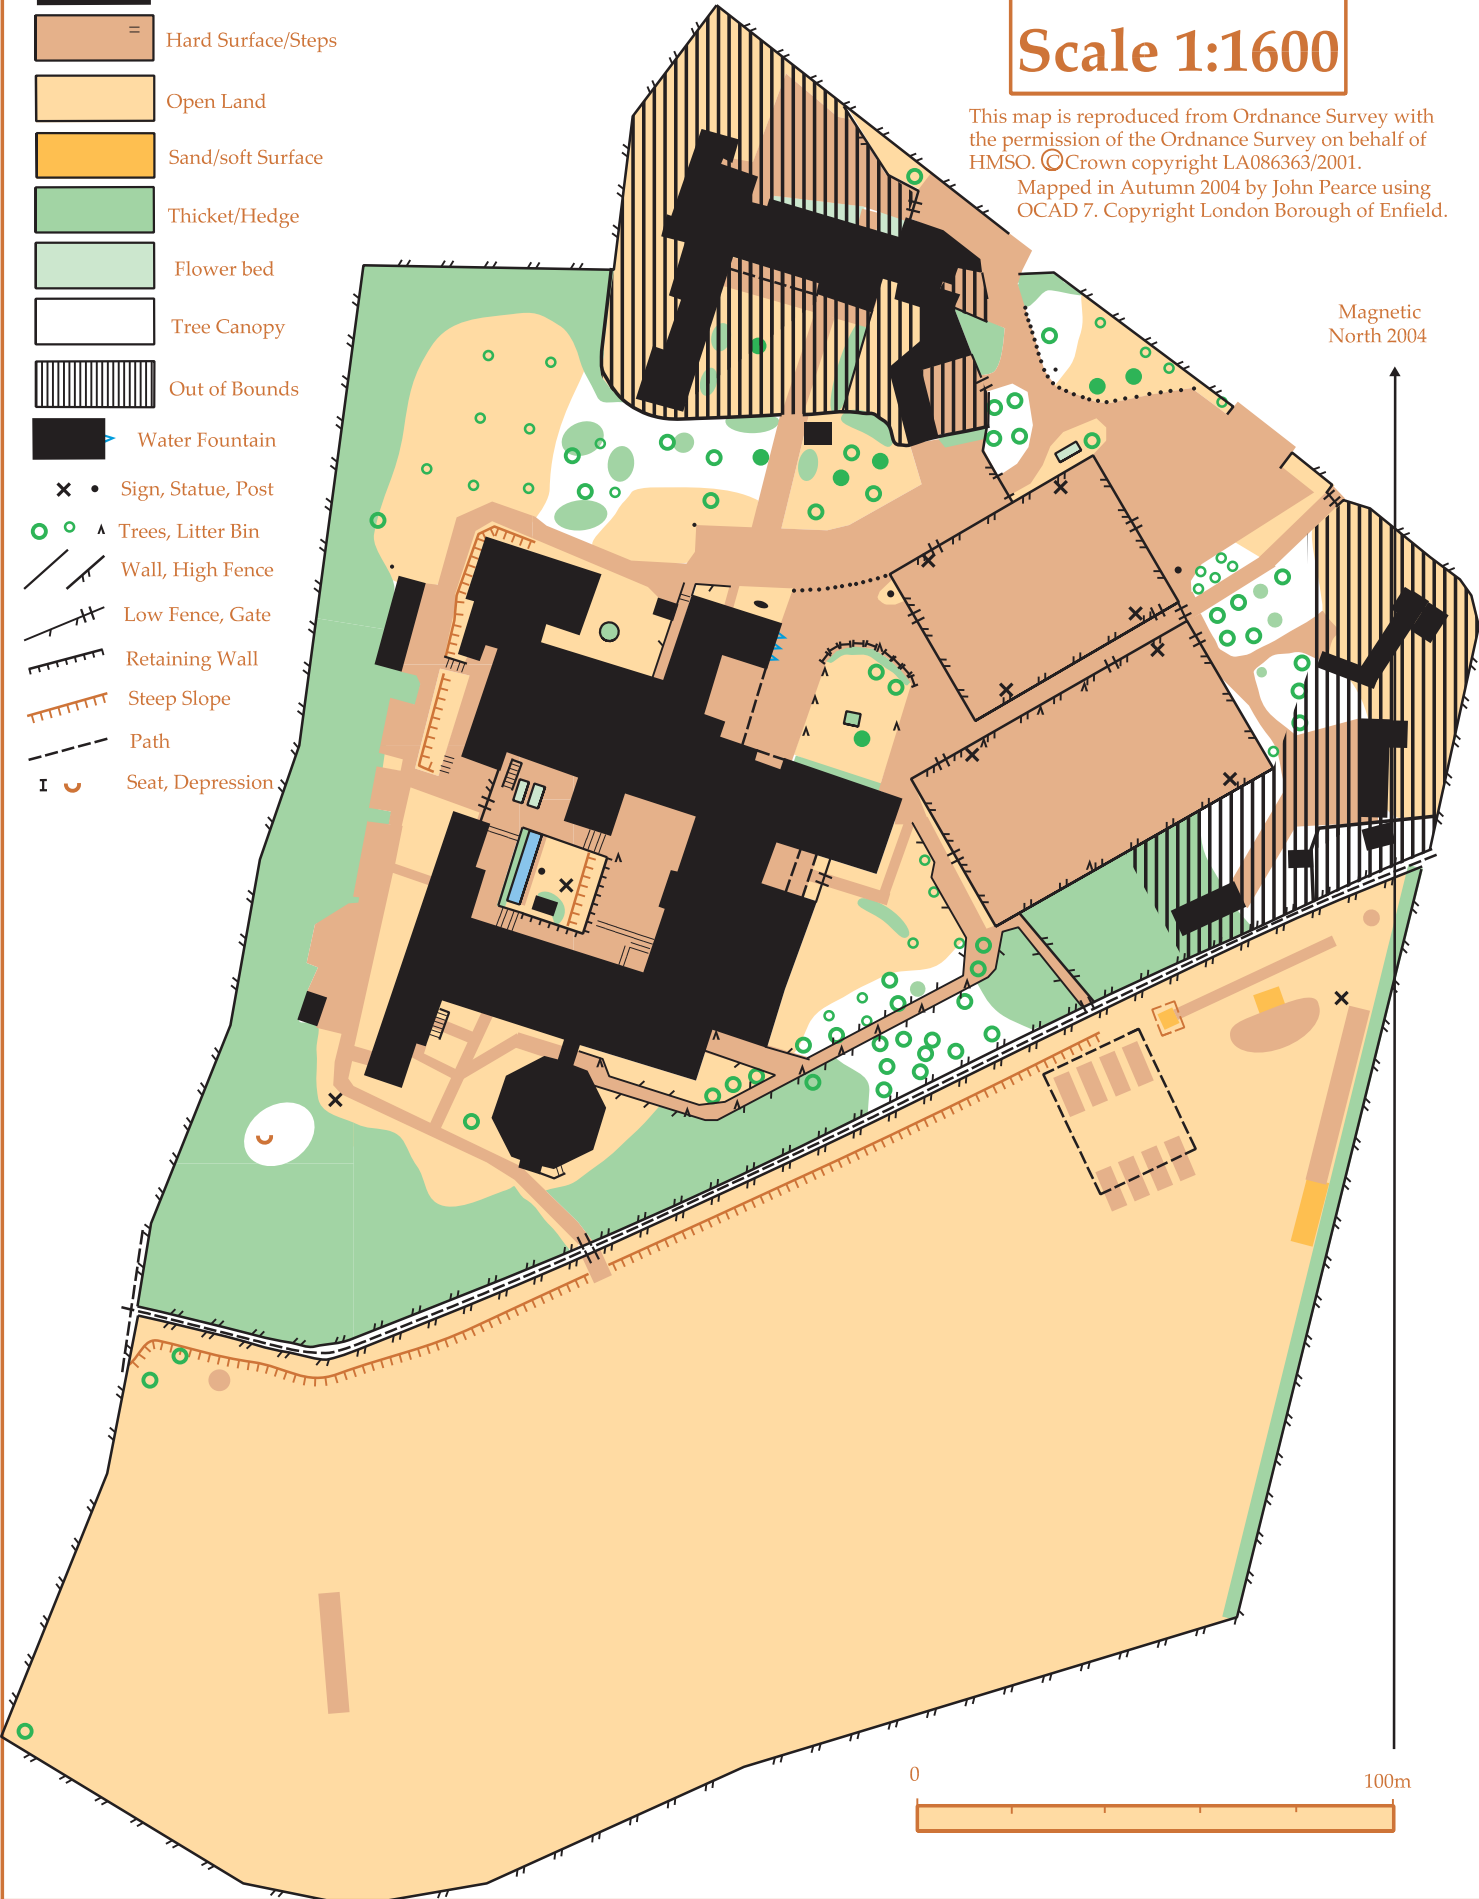 Hard Surface/Steps
Open Land
Sand/soft Surface
Thicket/Hedge
Flower bed
Tree Canopy
Out of Bounds
Water Fountain
Sign, Statue, Post
Trees, Litter Bin
Wall, High Fence
Low Fence, Gate
Retaining Wall
Steep Slope
Path
Seat, Depression
Scale 1:1600
This map is reproduced from Ordnance Survey with
the permission of the Ordnance Survey on behalf of
HMSO. ©Crown copyright LA086363/2001.
Mapped in Autumn 2004 by John Pearce using
OCAD 7. Copyright London Borough of Enfield.
Magnetic
North 2004
0
100m